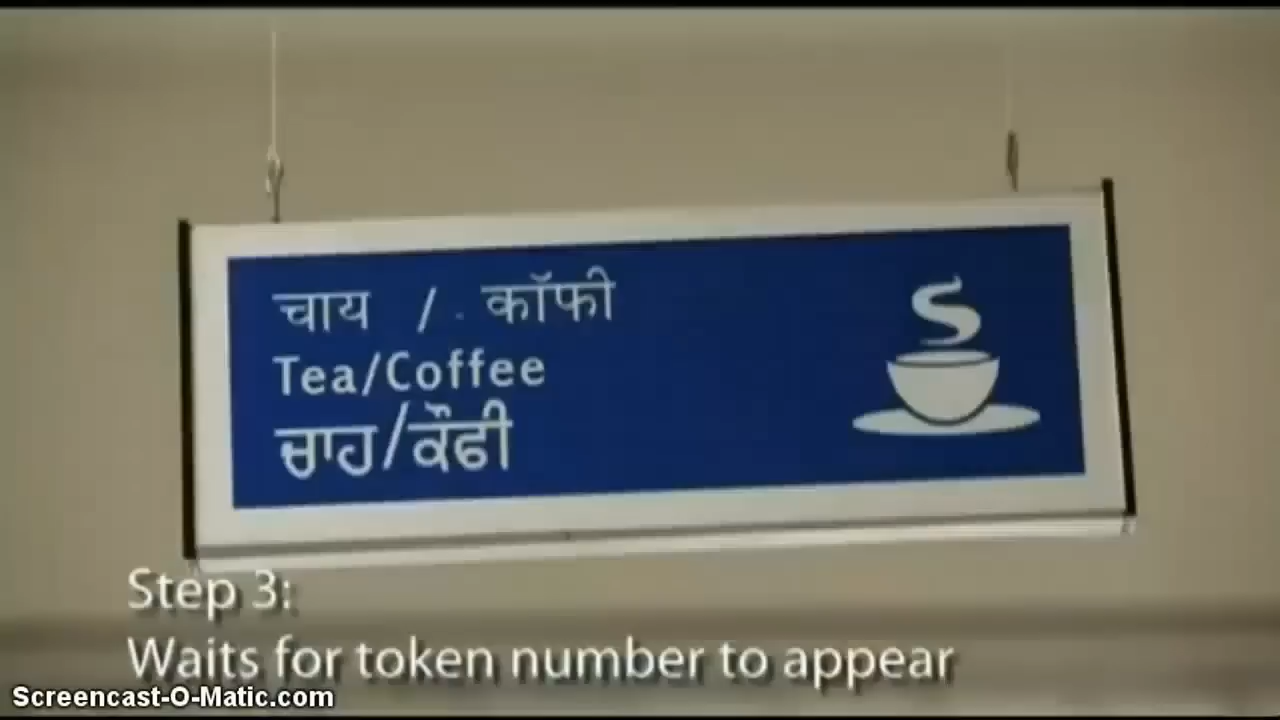 चाय / कॉफी
Tea/Coffee
ਚਾਹ/ਕੌਫੀ
Step 3:
Waits for token number to appear
Screencast-O-Matic.com